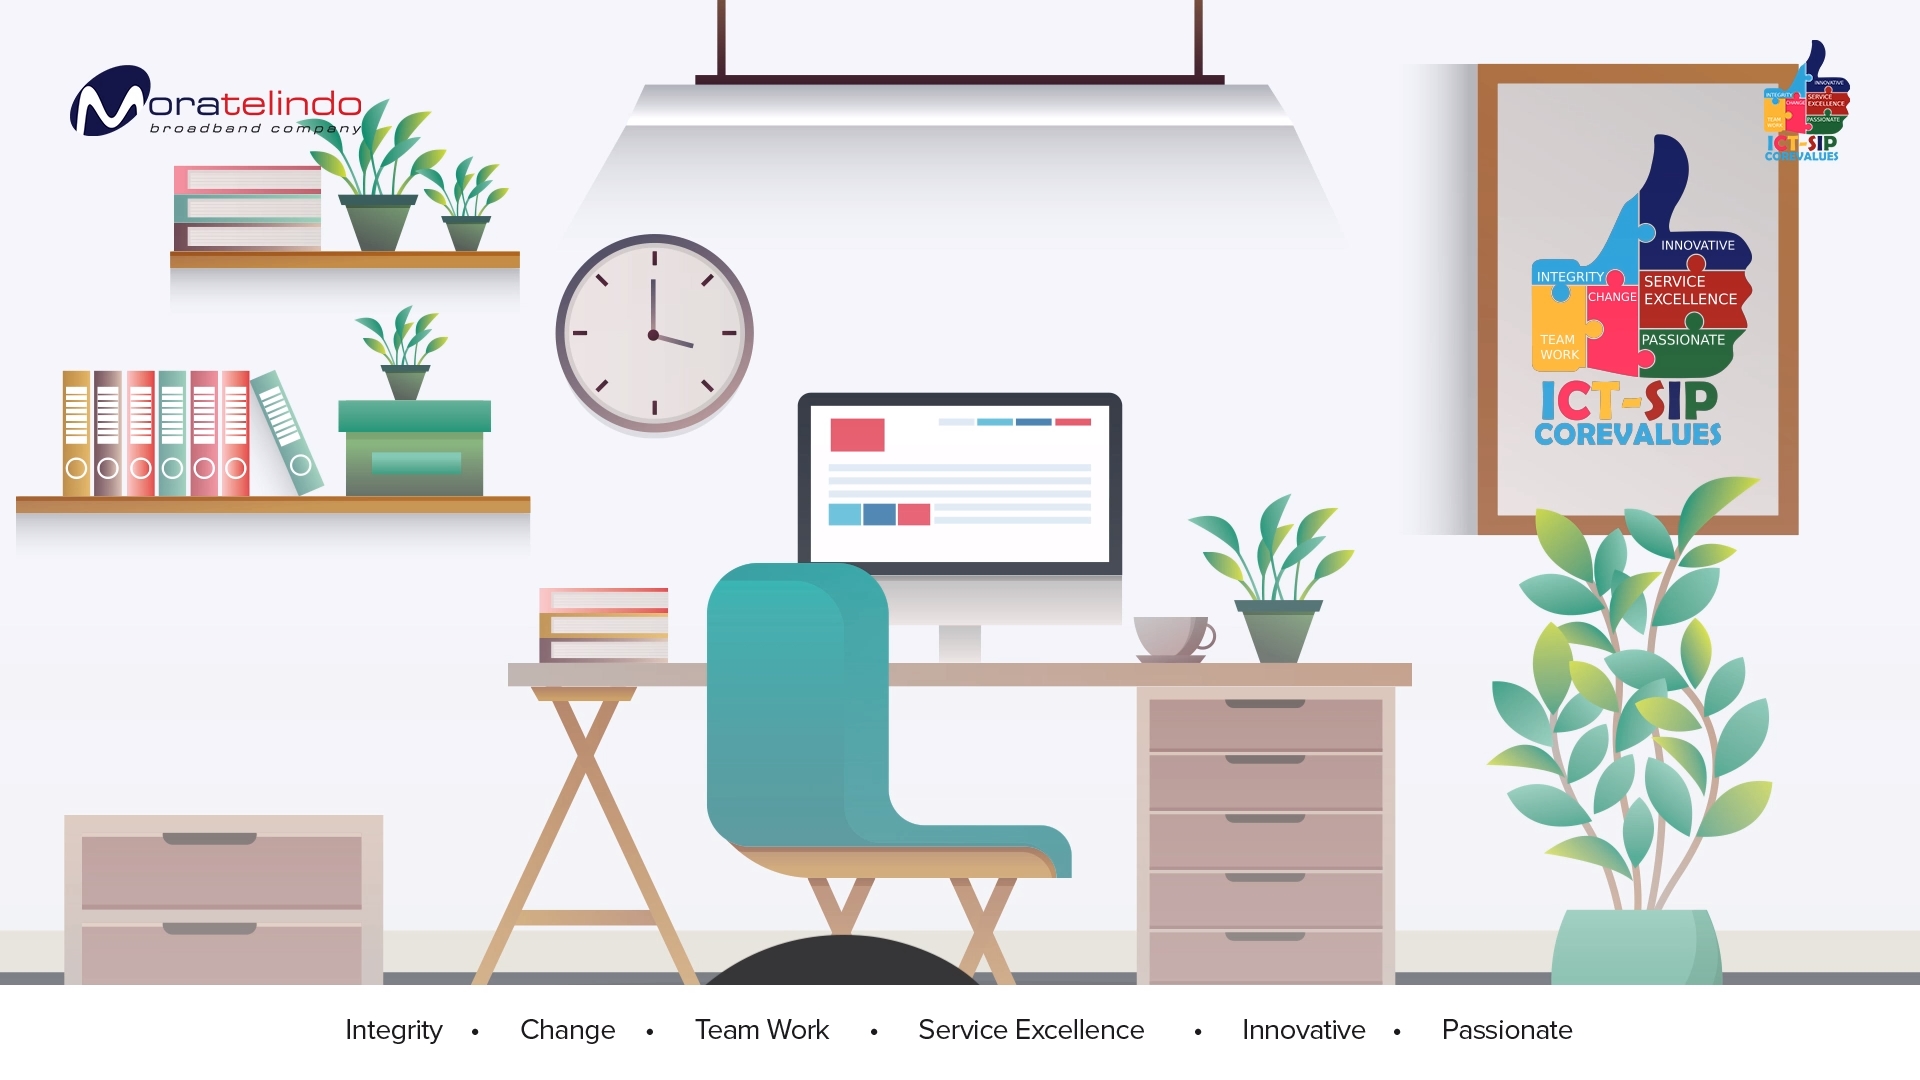 Moratelindo
broadband company
INNOVATIVE
INTEGRITY
CHANGE
SERVICE
EXCELLENCE
TEAM
WORK
PASSIONATE
ICT-SIP
COREVALUES
INNOVATIVE
INTEGRITY
CHANGE
SERVICE
EXCELLENCE
TEAM
WORK
PASSIONATE
ICT-SIP
COREVALUES
Integrity • Change • Team Work • Service Excellence • Innovative • Passionate